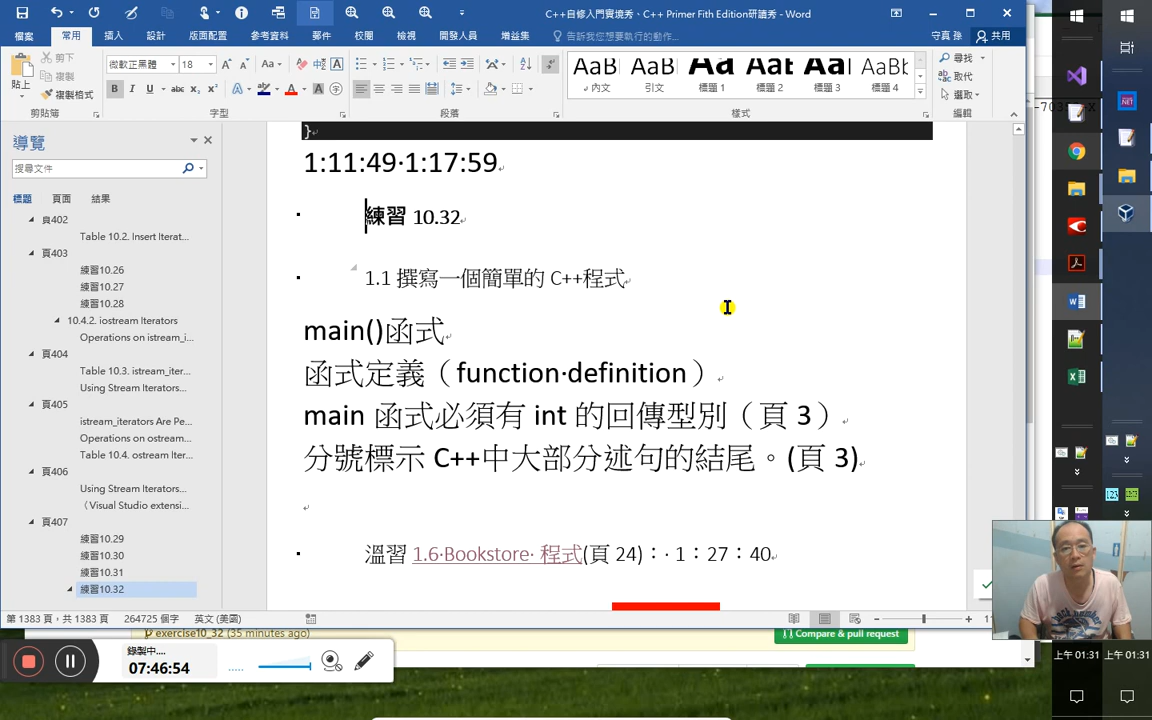 C++自修入門實境秀、C++ Primer Fifth Edition研讀秀 - Word
檔案 常用 插入 設計 版面配置 參考資料 郵件 校閱 檢視 開發人員 增益集 告訴我您想要執行的動作... 守真 孫 共用
貼上 剪下 複製 複製格式
微軟正黑體 18
B I U abc x₂ x²
AaB AaB Aa AaB AaI AaBb
內文 引文 標題 1 標題 2 標題 3 標題 4
尋找 取代 選取
剪貼簿 字型 段落 樣式 編輯
導覽
搜尋文件
標題 頁面 結果
頁402
Table 10.2. Insert Iterat...
頁403
練習10.26
練習10.27
練習10.28
10.4.2. iostream Iterators
Operations on istream_i...
頁404
Table 10.3. istream_iter...
Using Stream Iterators...
頁405
istream_iterators Are Pe...
Operations on ostream...
Table 10.4. ostream Iter...
頁406
Using Stream Iterators...
（Visual Studio extensi...
頁407
練習10.29
練習10.30
練習10.31
練習10.32
}
1:11:49·1:17:59
練習 10.32
1.1 撰寫一個簡單的 C++程式
main()函式
函式定義（function·definition）
main 函式必須有 int 的回傳型別（頁 3）
分號標示 C++中大部分述句的結尾。(頁 3)
溫習 1.6·Bookstore· 程式(頁 24)：· 1：27：40
第 1383 頁，共 1383 頁 264725 個字 英文 (美國)
exercise10_32 (35 minutes ago)
Compare & pull request
錄製中...
07:46:54
上午 01:31 上午 01:31